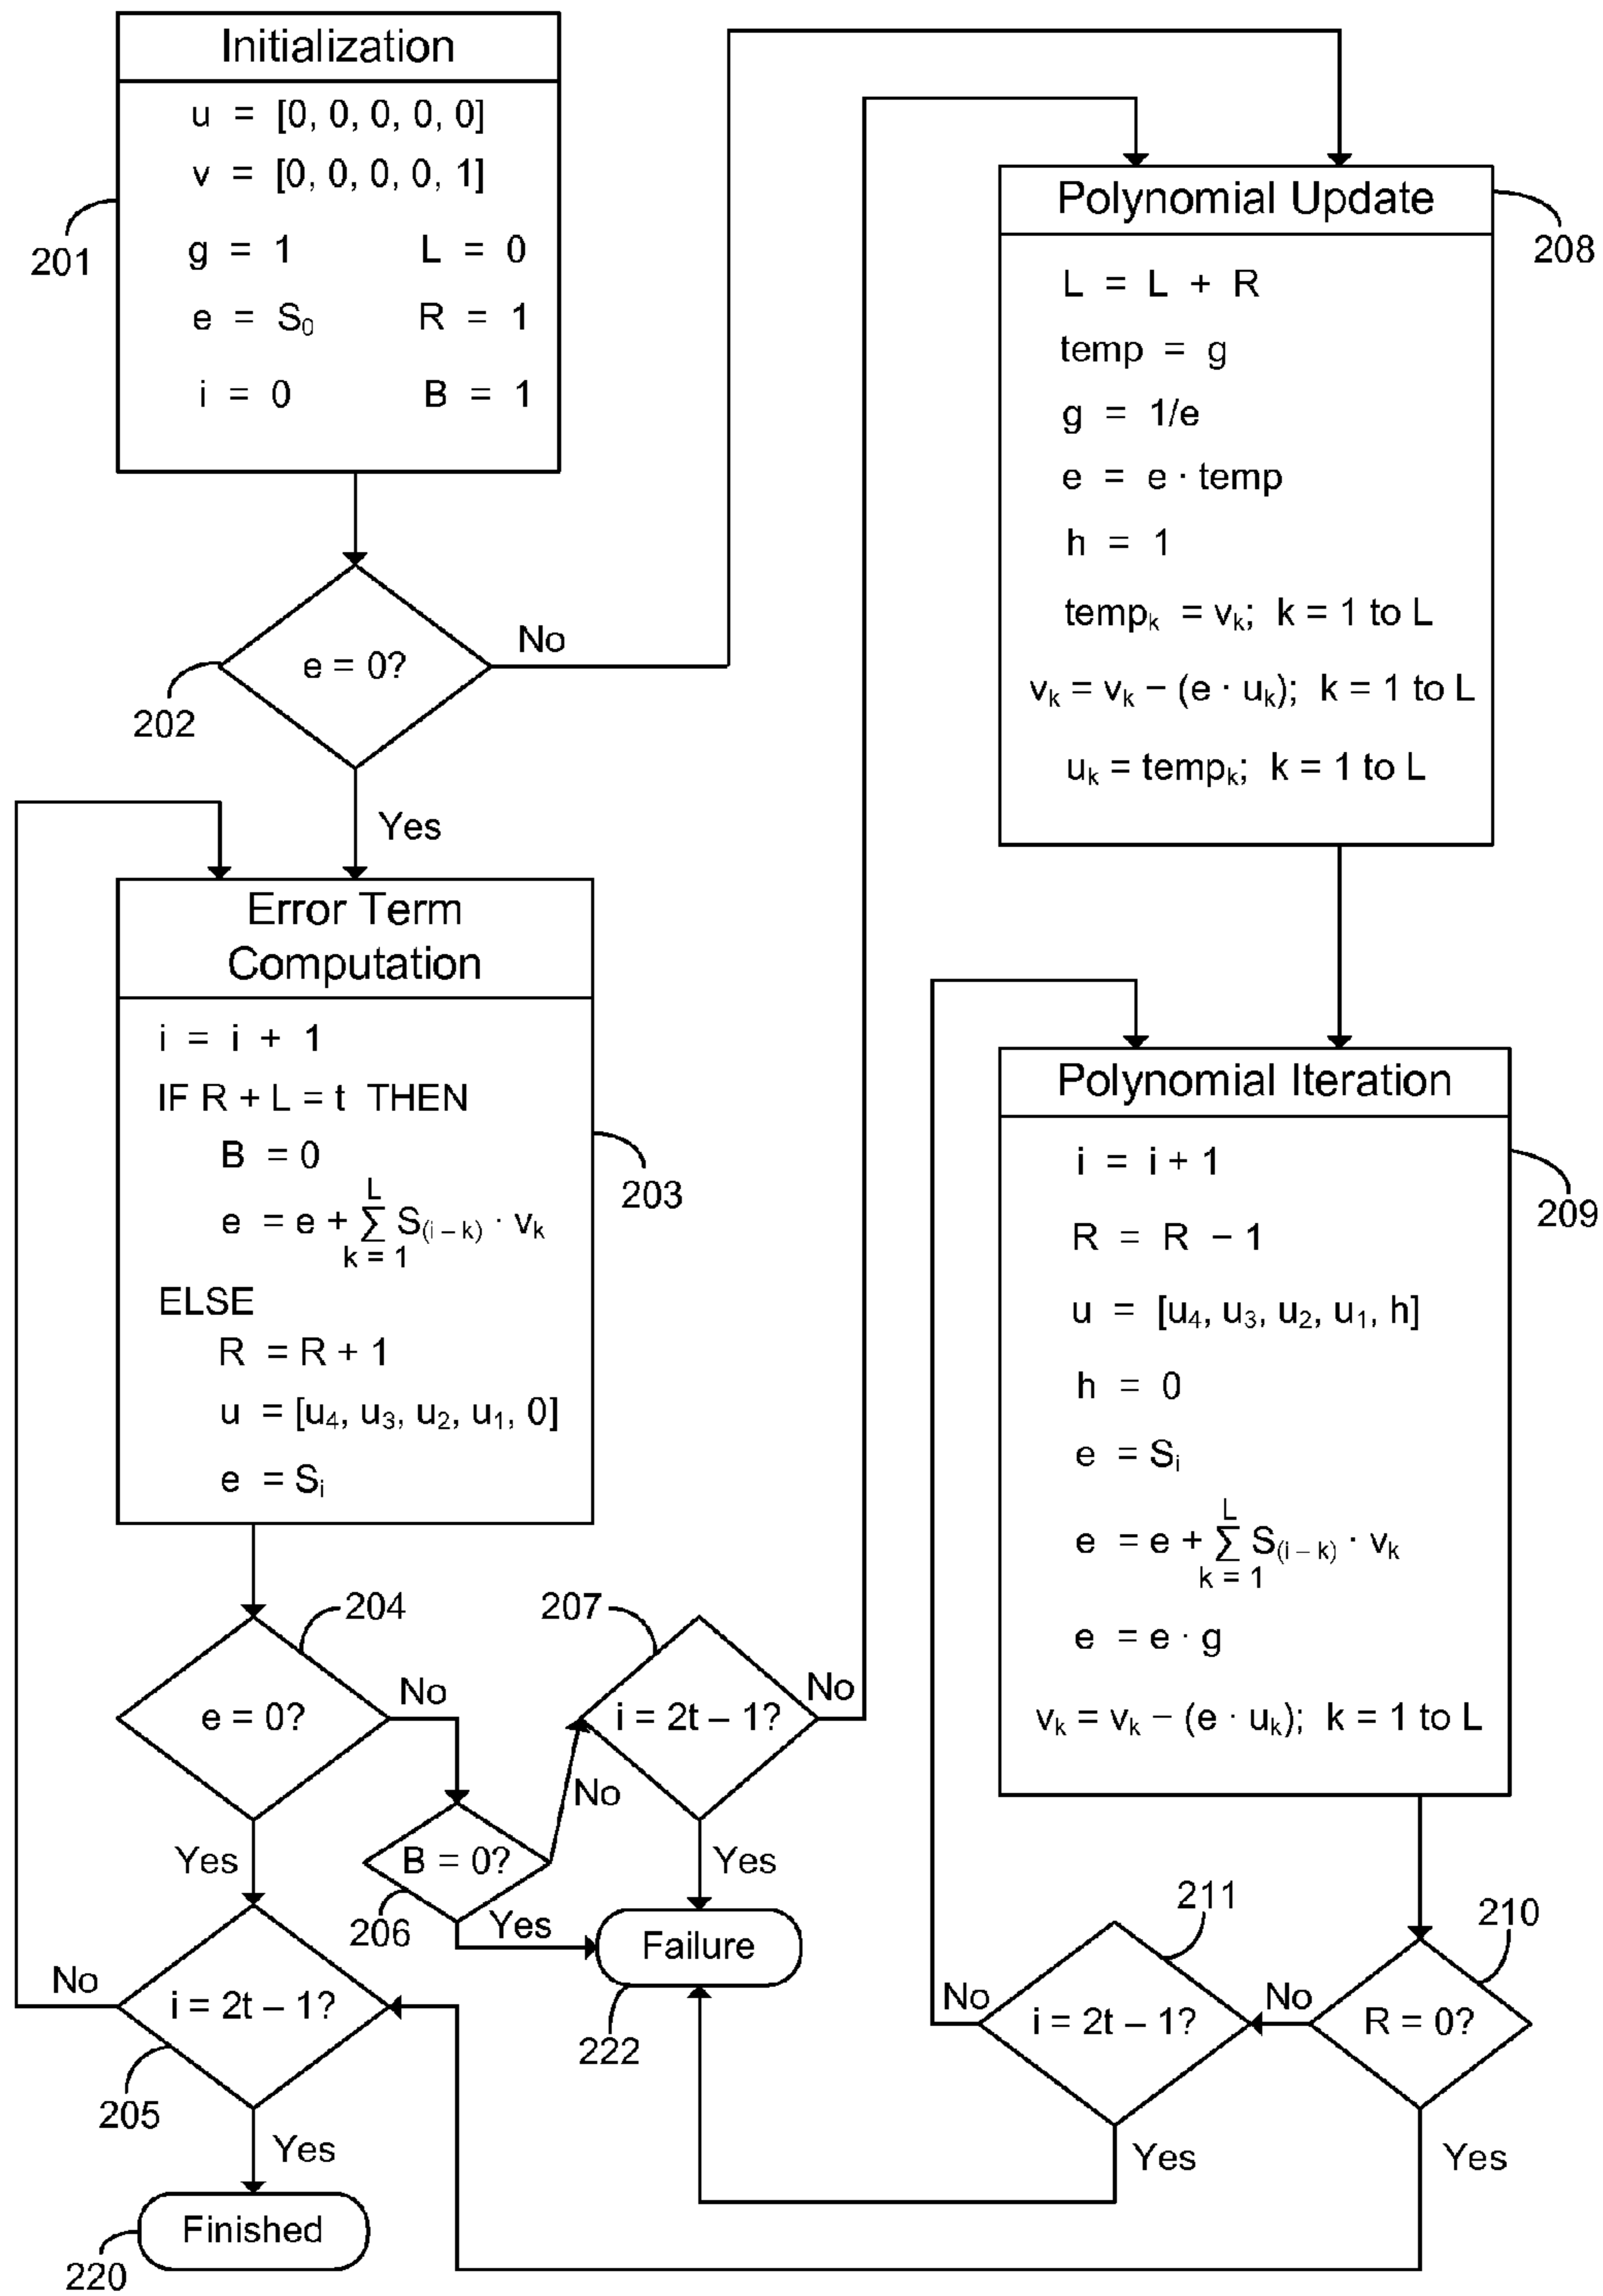 Initialization
u = [0, 0, 0, 0, 0]
v = [0, 0, 0, 0, 1]
g = 1 L = 0
e = S₀ R = 1
i = 0 B = 1
201
e = 0?
202
No
Yes
Error Term
Computation
i = i + 1
IF R + L = t THEN
B = 0
L
e = e + Σ S₍ᵢ ₋ ₖ₎ · vₖ
k = 1
ELSE
R = R + 1
u = [u₄, u₃, u₂, u₁, 0]
e = Sᵢ
203
204
e = 0?
No
Yes
B = 0?
206
No
Yes
207
i = 2t – 1?
No
Yes
Failure
222
i = 2t – 1?
205
No
Yes
Finished
220
Polynomial Update
208
L = L + R
temp = g
g = 1/e
e = e · temp
h = 1
tempₖ = vₖ; k = 1 to L
vₖ = vₖ – (e · uₖ); k = 1 to L
uₖ = tempₖ; k = 1 to L
Polynomial Iteration
209
i = i + 1
R = R – 1
u = [u₄, u₃, u₂, u₁, h]
h = 0
e = Sᵢ
L
e = e + Σ S₍ᵢ ₋ ₖ₎ · vₖ
k = 1
e = e · g
vₖ = vₖ – (e · uₖ); k = 1 to L
210
R = 0?
No
Yes
211
i = 2t – 1?
No
Yes